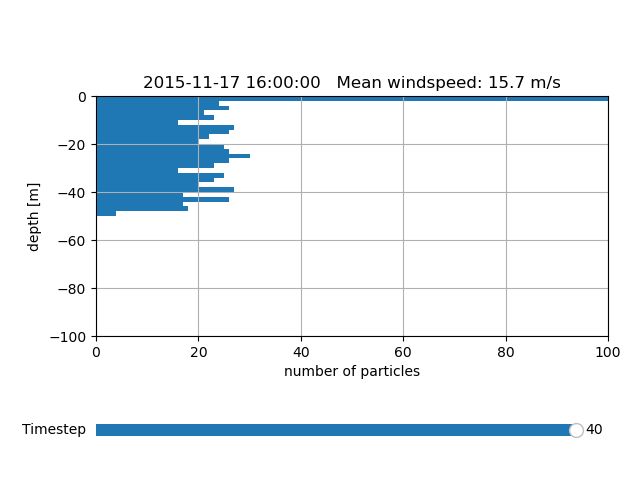 2015-11-17 16:00:00   Mean windspeed: 15.7 m/s
0
−20
−40
−60
−80
−100
depth [m]
0 20 40 60 80 100
number of particles
Timestep 40